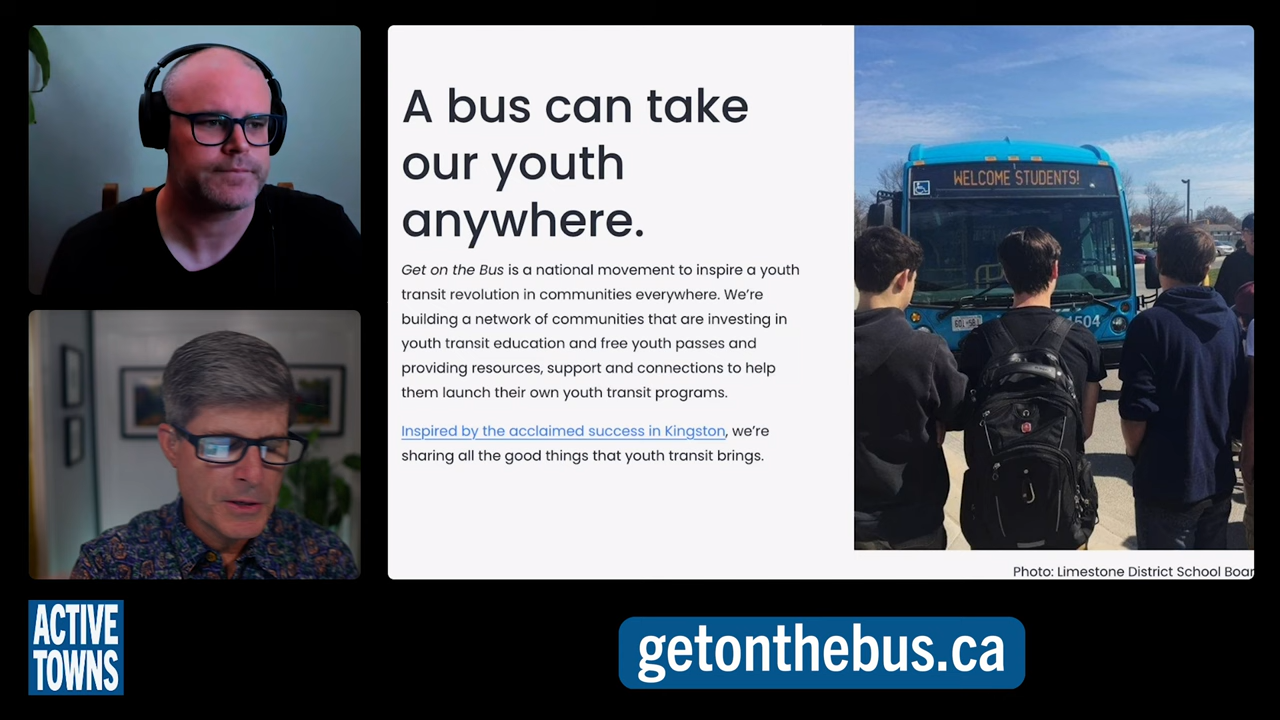 A bus can take
our youth
anywhere.
Get on the Bus is a national movement to inspire a youth
transit revolution in communities everywhere. We're
building a network of communities that are investing in
youth transit education and free youth passes and
providing resources, support and connections to help
them launch their own youth transit programs.
Inspired by the acclaimed success in Kingston, we're
sharing all the good things that youth transit brings.
WELCOME STUDENTS!
1504
Photo: Limestone District School Boar
ACTIVE
TOWNS
getonthebus.ca